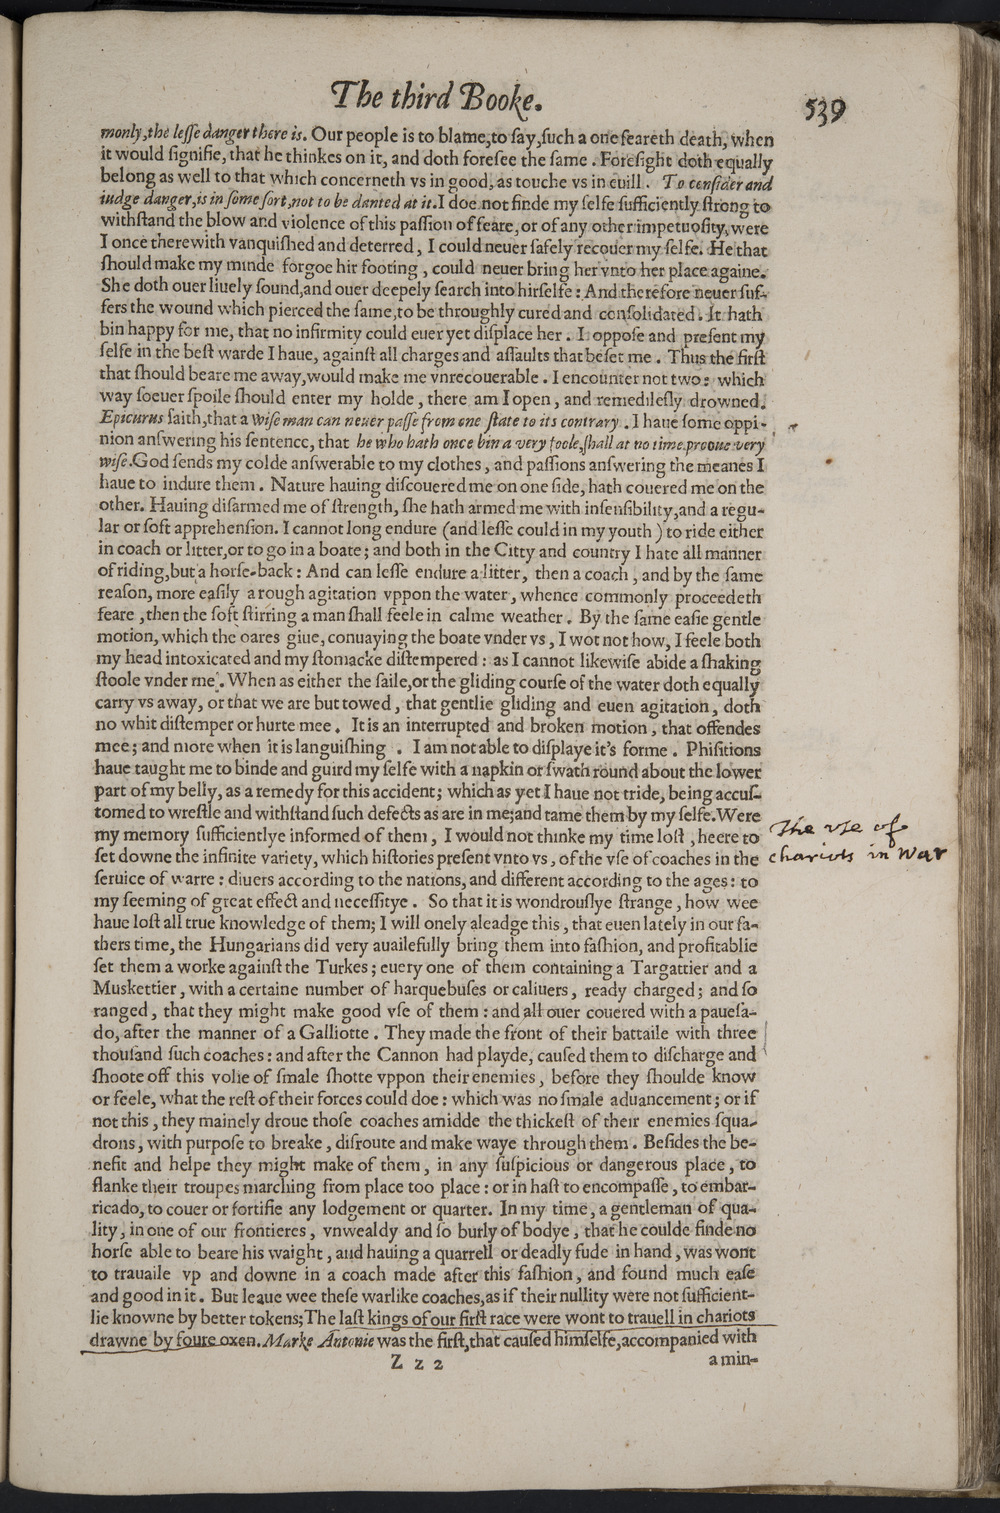 The third Booke.
539
monly, the leſſe danger there is. Our people is to blame, to ſay, ſuch a one feareth death, when
it would ſignifie, that he thinkes on it, and doth foreſee the ſame. Foreſight doth equally
belong as well to that which concerneth vs in good, as touche vs in euill. To conſider and
iudge danger, is in ſome ſort, not to be danted at it. I doe not finde my ſelfe ſufficiently ſtrong to
withſtand the blow and violence of this paſſion of feare, or of any other impetuoſity, were
I once therewith vanquiſhed and deterred, I could neuer ſafely recouer my ſelfe. He that
ſhould make my minde forgoe hir footing, could neuer bring her vnto her place againe.
She doth ouer liuely ſound, and ouer deepely ſearch into hirſelfe: And therefore neuer ſuf-
fers the wound which pierced the ſame, to be throughly cured and conſolidated. It hath
bin happy for me, that no infirmity could euer yet diſplace her. I oppoſe and preſent my
ſelfe in the beſt warde I haue, againſt all charges and aſſaults that beſet me. Thus the firſt
that ſhould beare me away, would make me vnrecouerable. I encounter not two: which
way ſoeuer ſpoile ſhould enter my holde, there am I open, and remedileſly drowned.
Epicurus ſaith, that a wiſe man can neuer paſſe from one ſtate to its contrary. I haue ſome oppi-
nion anſwering his ſentence, that he who hath once bin a very foole, ſhall at no time prooue very
wiſe. God ſends my colde anſwerable to my clothes, and paſſions anſwering the meanes I
haue to indure them. Nature hauing diſcouered me on one ſide, hath couered me on the
other. Hauing diſarmed me of ſtrength, ſhe hath armed me with inſenſibility, and a regu-
lar or ſoft apprehenſion. I cannot long endure (and leſſe could in my youth) to ride either
in coach or litter, or to go in a boate; and both in the Citty and country I hate all manner
of riding, but a horſe-back: And can leſſe endure a litter, then a coach, and by the ſame
reaſon, more eaſily a rough agitation vppon the water, whence commonly proceedeth
feare, then the ſoft ſtirring a man ſhall feele in calme weather. By the ſame eaſie gentle
motion, which the oares giue, conuaying the boate vnder vs, I wot not how, I feele both
my head intoxicated and my ſtomacke diſtempered: as I cannot likewiſe abide a ſhaking
ſtoole vnder me. When as either the ſaile, or the gliding courſe of the water doth equally
carry vs away, or that we are but towed, that gentlie gliding and euen agitation, doth
no whit diſtemper or hurte mee. It is an interrupted and broken motion, that offendes
mee; and more when it is languiſhing. I am not able to diſplaye it's forme. Phiſitions
haue taught me to binde and guird my ſelfe with a napkin or ſwath round about the lower
part of my belly, as a remedy for this accident; which as yet I haue not tride, being accuſ-
tomed to wreſtle and withſtand ſuch defects as are in me; and tame them by my ſelfe. Were
my memory ſufficientlye informed of them, I would not thinke my time loſt, heere to
ſet downe the infinite variety, which hiſtories preſent vnto vs, of the vſe of coaches in the
ſeruice of warre: diuers according to the nations, and different according to the ages: to
my ſeeming of great effect and neceſſitye. So that it is wondrouſlye ſtrange, how wee
haue loſt all true knowledge of them; I will onely aleadge this, that euen lately in our fa-
thers time, the Hungarians did very auailefully bring them into faſhion, and profitablie
ſet them a worke againſt the Turkes; euery one of them containing a Targattier and a
Muskettier, with a certaine number of harquebuſes or caliuers, ready charged; and ſo
ranged, that they might make good vſe of them: and all ouer couered with a paueſa-
do, after the manner of a Galliotte. They made the front of their battaile with three
thouſand ſuch coaches: and after the Cannon had playde, cauſed them to diſcharge and
ſhoote off this volie of ſmale ſhotte vppon their enemies, before they ſhoulde know
or feele, what the reſt of their forces could doe: which was no ſmale aduancement; or if
not this, they mainely droue thoſe coaches amidde the thickeſt of their enemies ſqua-
drons, with purpoſe to breake, diſroute and make waye through them. Beſides the be-
nefit and helpe they might make of them, in any ſuſpicious or dangerous place, to
flanke their troupes marching from place too place: or in haſt to encompaſſe, to embar-
ricado, to couer or fortifie any lodgement or quarter. In my time, a gentleman of qua-
lity, in one of our frontieres, vnwealdy and ſo burly of bodye, that he coulde finde no
horſe able to beare his waight, and hauing a quarrell or deadly fude in hand, was wont
to trauaile vp and downe in a coach made after this faſhion, and found much eaſe
and good in it. But leaue wee theſe warlike coaches, as if their nullity were not ſufficient-
lie knowne by better tokens; The laſt kings of our firſt race were wont to trauell in chariots
drawne by foure oxen. Marke Antonie was the firſt, that cauſed himſelfe, accompanied with
Z z 2
a min-
The vſe of
chariots in War